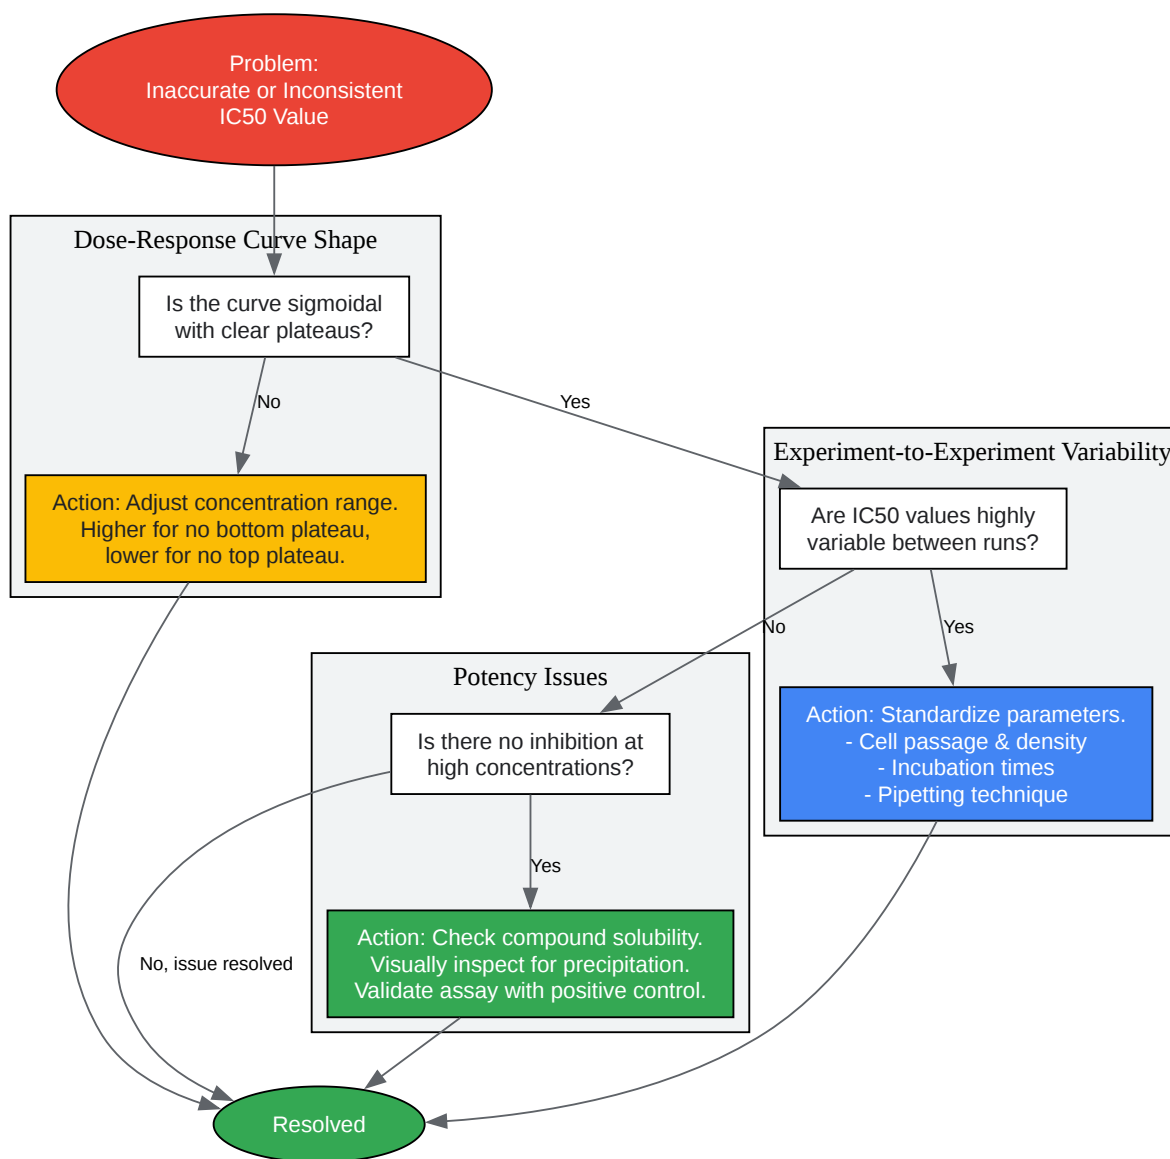 Problem:
Inaccurate or Inconsistent
IC50 Value
Dose-Response Curve Shape
Is the curve sigmoidal
with clear plateaus?
No
Yes
Action: Adjust concentration range.
Higher for no bottom plateau,
lower for no top plateau.
Experiment-to-Experiment Variability
Are IC50 values highly
variable between runs?
No
Yes
Action: Standardize parameters.
- Cell passage & density
- Incubation times
- Pipetting technique
Potency Issues
Is there no inhibition at
high concentrations?
Yes
No, issue resolved
Action: Check compound solubility.
Visually inspect for precipitation.
Validate assay with positive control.
Resolved